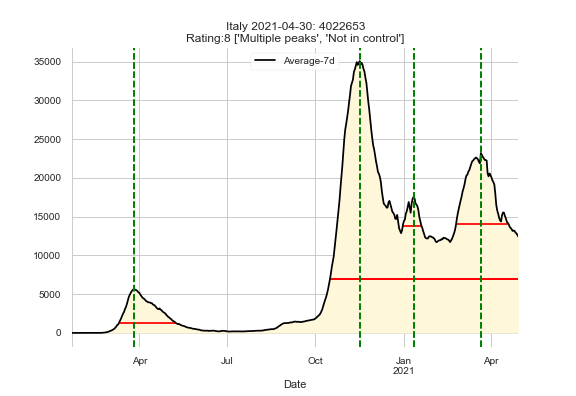 Italy 2021-04-30: 4022653
Rating:8 ['Multiple peaks', 'Not in control']
Average-7d
35000
30000
25000
20000
15000
10000
5000
0
Apr
Jul
Oct
Jan
2021
Apr
Date